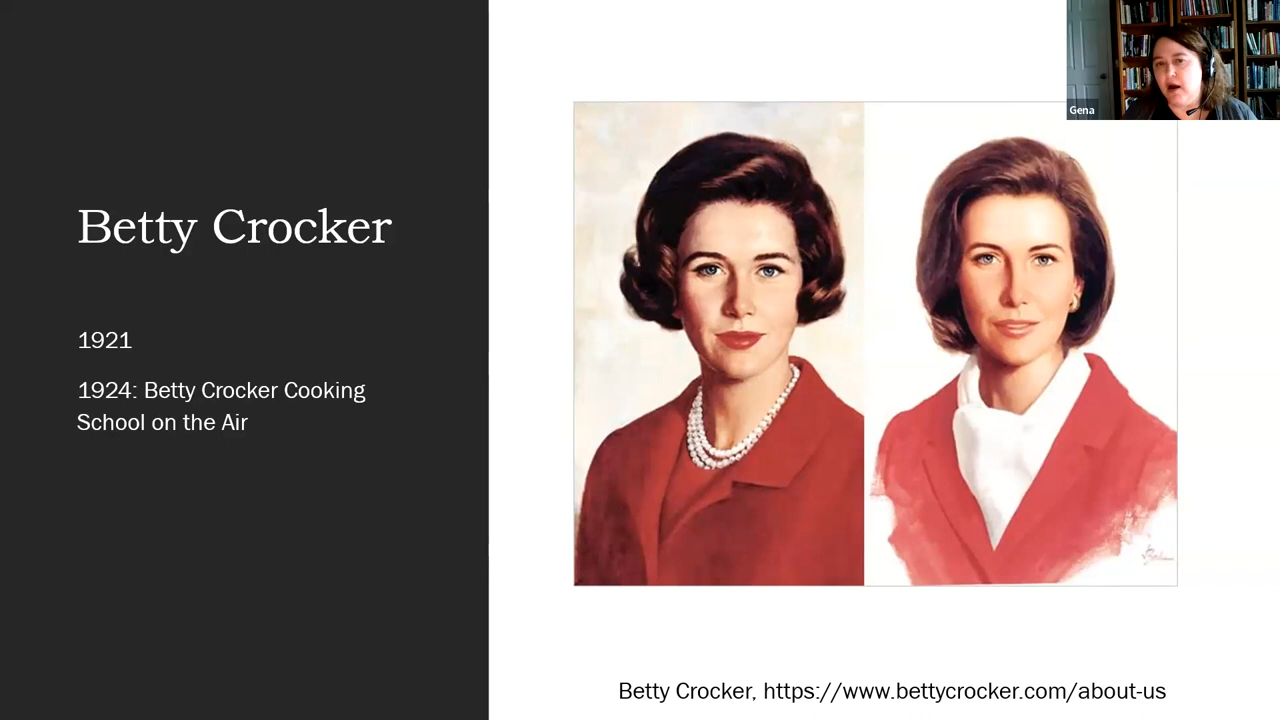 Betty Crocker
1921
1924: Betty Crocker Cooking
School on the Air
Gena
Betty Crocker, https://www.bettycrocker.com/about-us